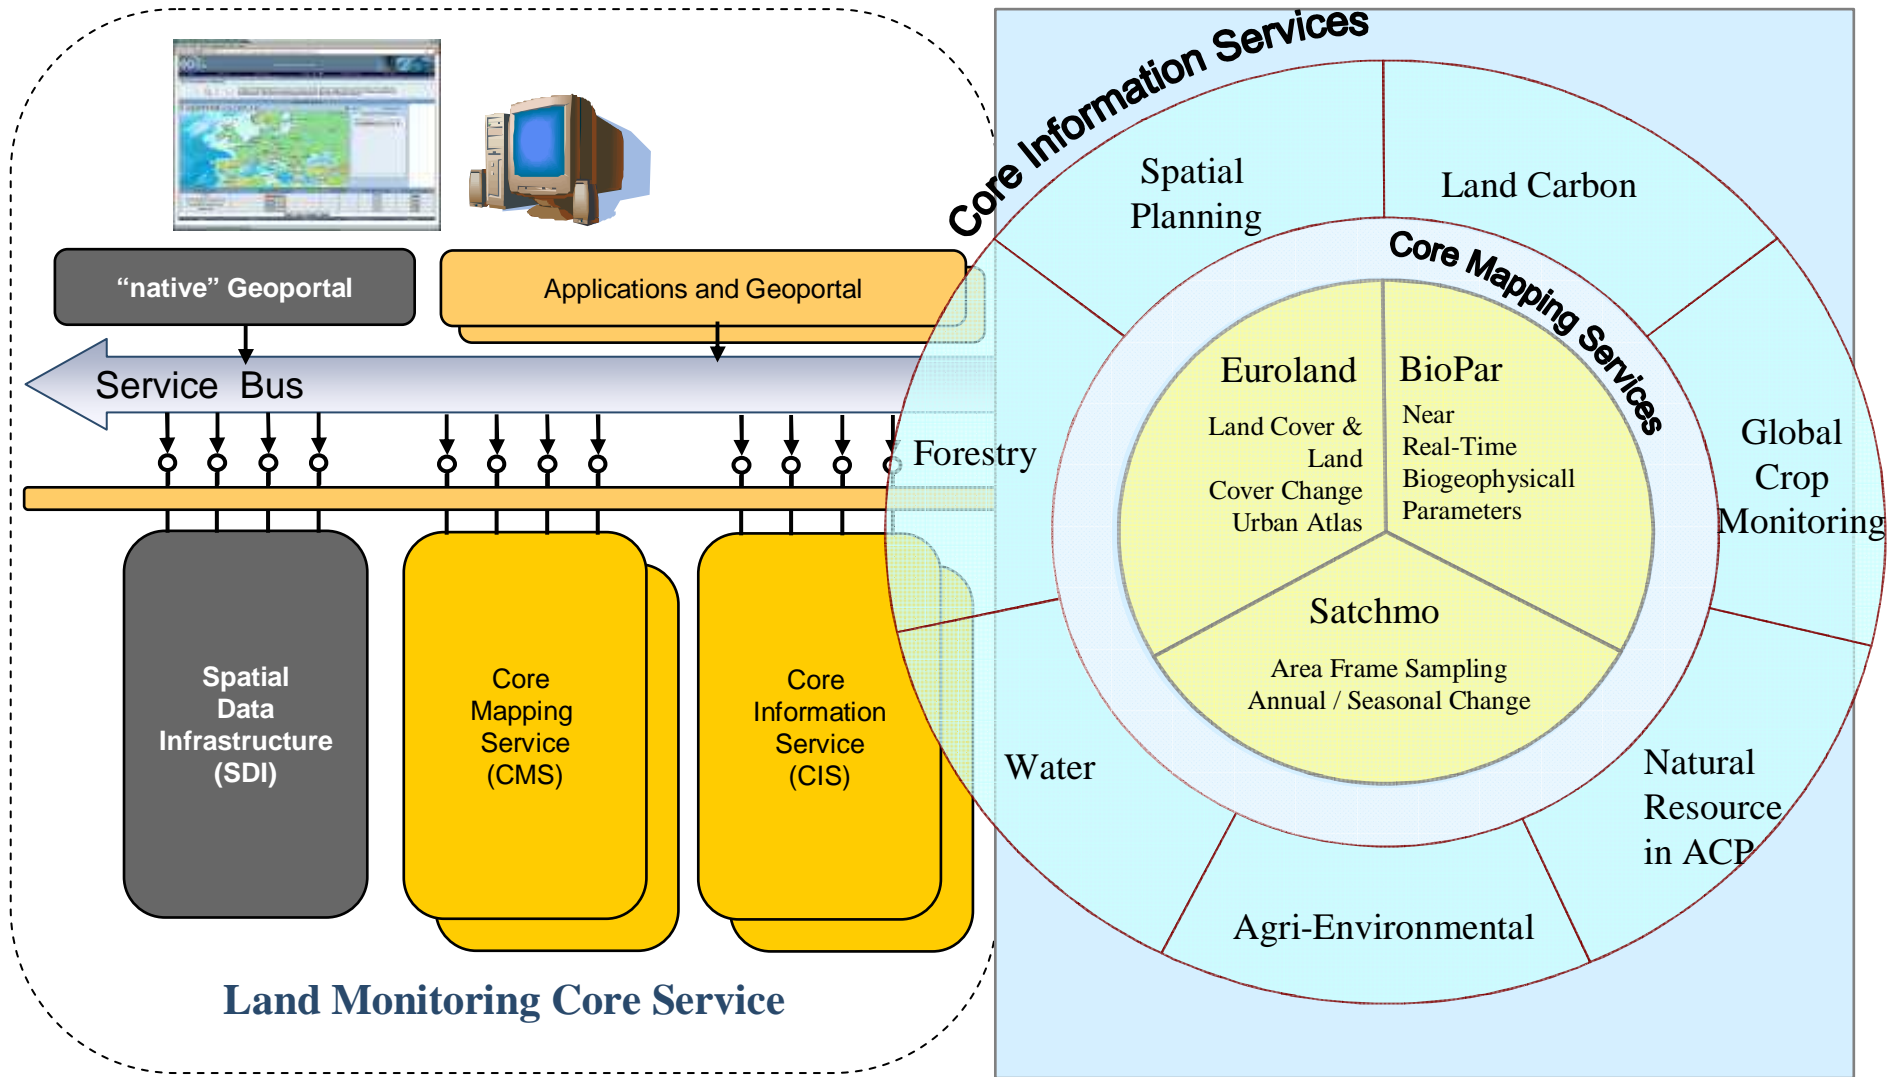 “native” Geoportal
Applications and Geoportal
Service Bus
Spatial
Data
Infrastructure
(SDI)
Core
Mapping
Service
(CMS)
Core
Information
Service
(CIS)
Land Monitoring Core Service
Core Information Services
Spatial
Planning
Land Carbon
Global
Crop
Monitoring
Natural
Resource
in ACP
Agri-Environmental
Water
Forestry
Core Mapping Services
Euroland
Land Cover &
Land
Cover Change
Urban Atlas
BioPar
Near
Real-Time
Biogeophysicall
Parameters
Satchmo
Area Frame Sampling
Annual / Seasonal Change